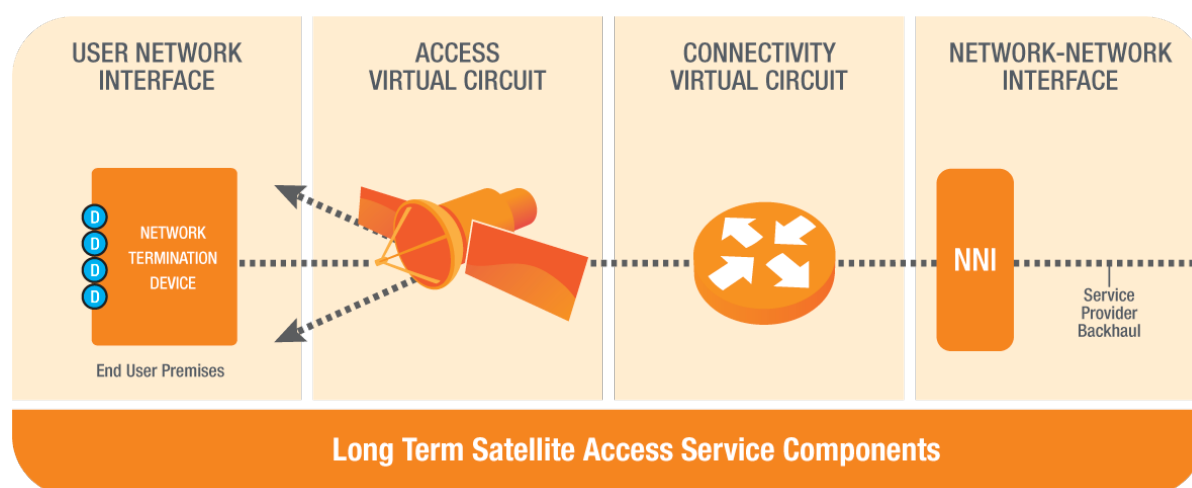 USER NETWORK
INTERFACE
ACCESS
VIRTUAL CIRCUIT
CONNECTIVITY
VIRTUAL CIRCUIT
NETWORK-NETWORK
INTERFACE
D
D
D
D
NETWORK
TERMINATION
DEVICE
End User Premises
NNI
Service
Provider
Backhaul
Long Term Satellite Access Service Components